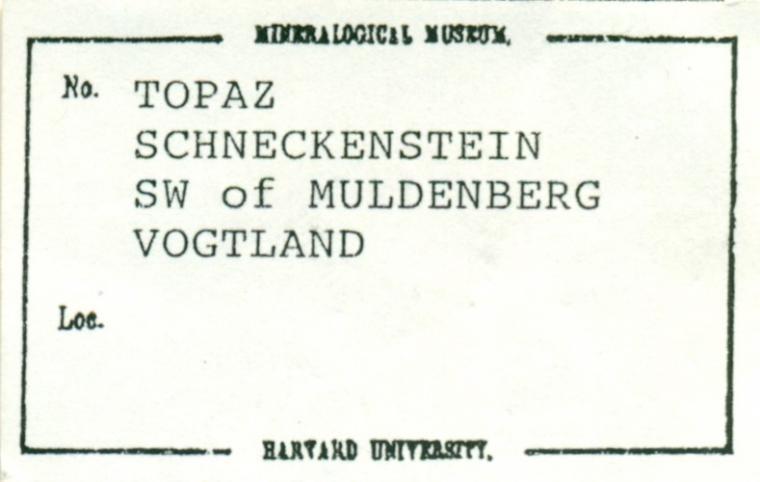 MINERALOGICAL MUSEUM.
No. TOPAZ
SCHNECKENSTEIN
SW of MULDENBERG
VOGTLAND
Loc.
HARVARD UNIVERSITY.